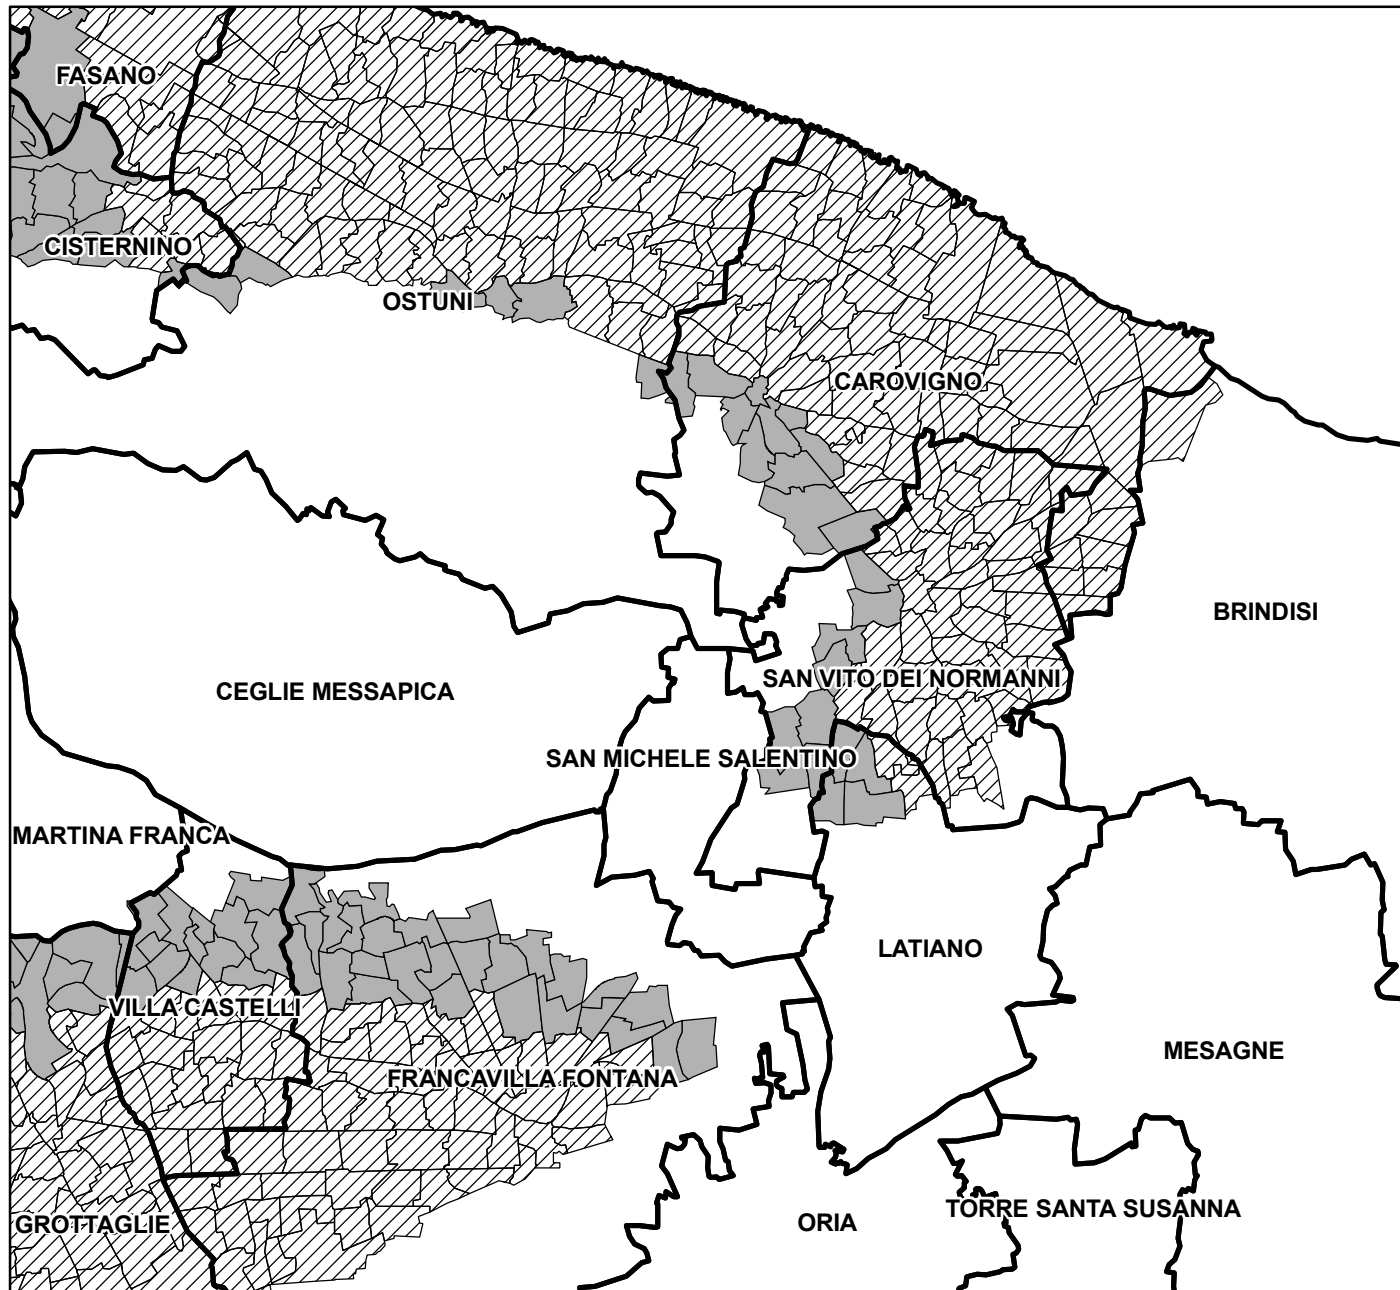 FASANO
CISTERNINO
OSTUNI
CAROVIGNO
BRINDISI
SAN VITO DEI NORMANNI
CEGLIE MESSAPICA
SAN MICHELE SALENTINO
MARTINA FRANCA
LATIANO
VILLA CASTELLI
MESAGNE
FRANCAVILLA FONTANA
TORRE SANTA SUSANNA
ORIA
GROTTAGLIE